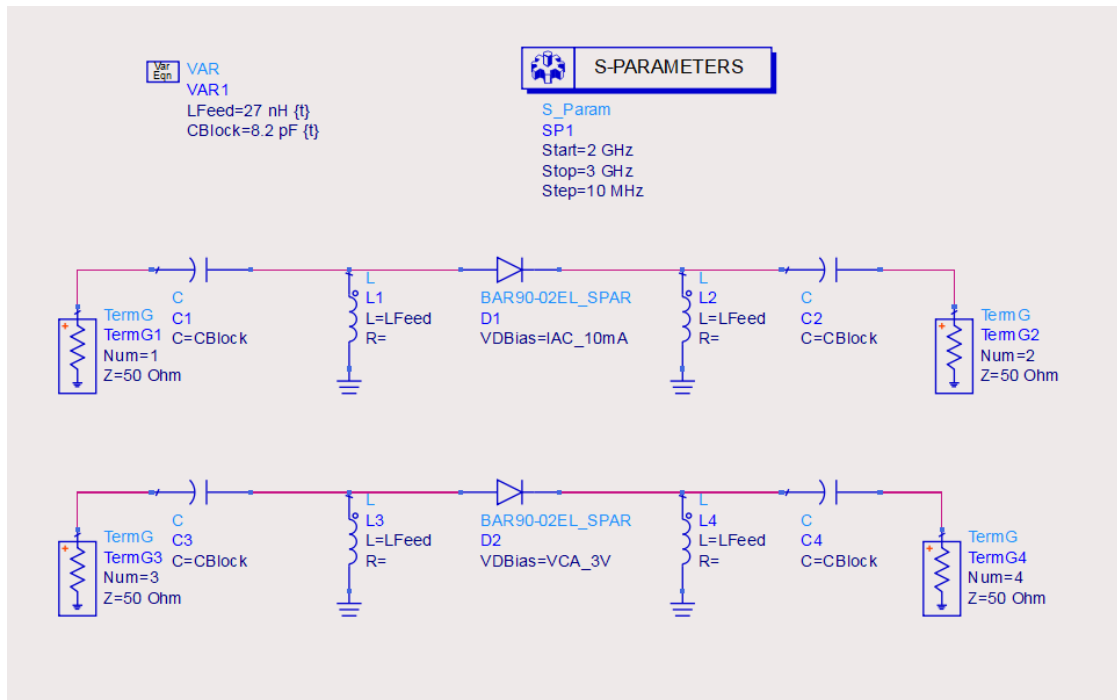 Var
Eqn
VAR
VAR1
LFeed=27 nH {t}
CBlock=8.2 pF {t}
S-PARAMETERS
S_Param
SP1
Start=2 GHz
Stop=3 GHz
Step=10 MHz
TermG
TermG1
Num=1
Z=50 Ohm
C
C1
C=CBlock
L
L1
L=LFeed
R=
BAR90-02EL_SPAR
D1
VDBias=IAC_10mA
L
L2
L=LFeed
R=
C
C2
C=CBlock
TermG
TermG2
Num=2
Z=50 Ohm
TermG
TermG3
Num=3
Z=50 Ohm
C
C3
C=CBlock
L
L3
L=LFeed
R=
BAR90-02EL_SPAR
D2
VDBias=VCA_3V
L
L4
L=LFeed
R=
C
C4
C=CBlock
TermG
TermG4
Num=4
Z=50 Ohm